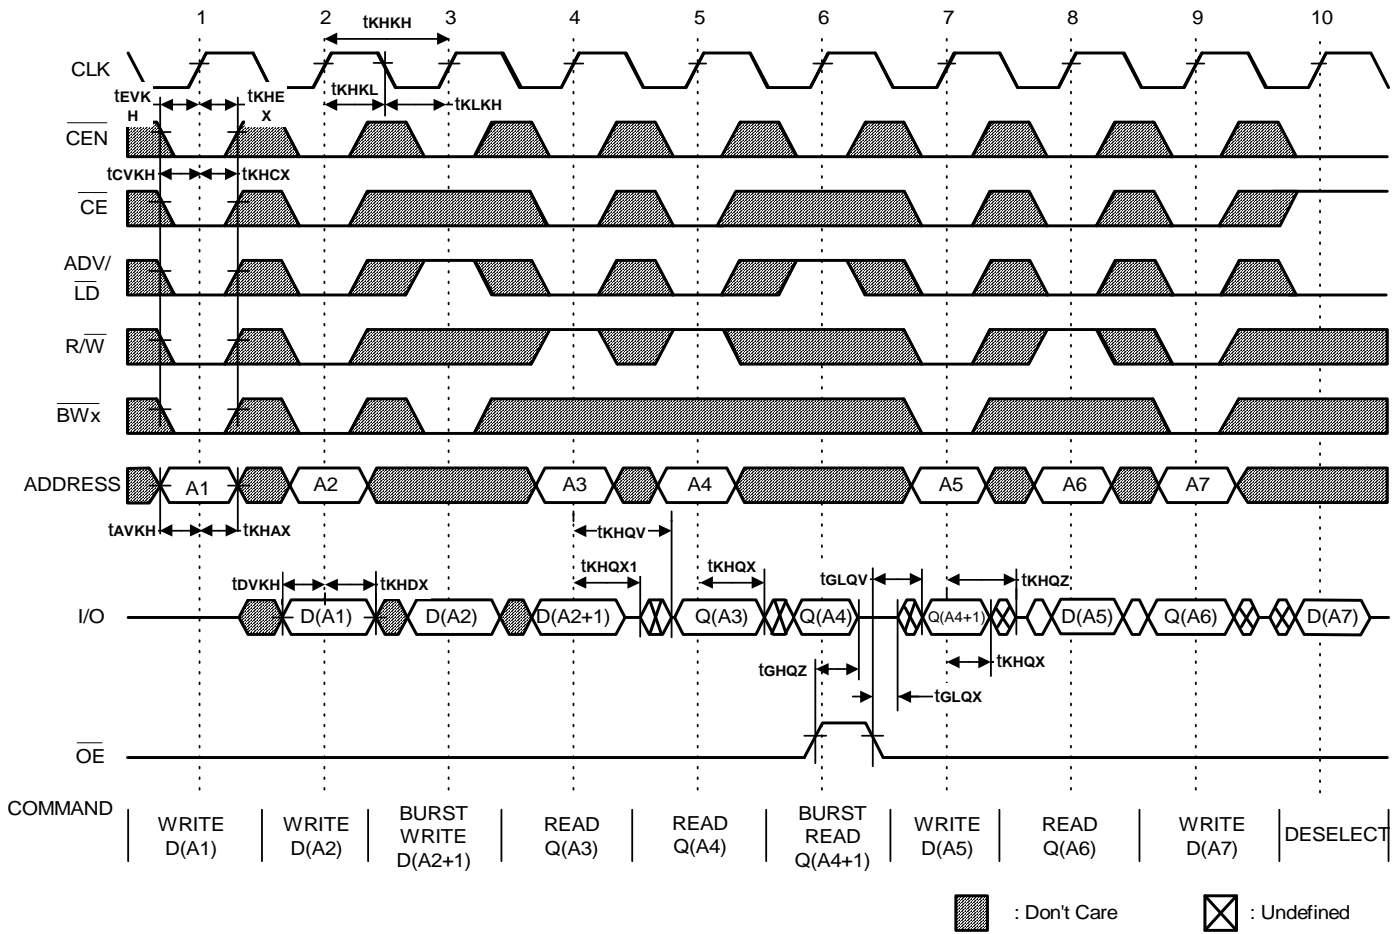 1 2 3 4 5 6 7 8 9 10
tKHKH
CLK
tEVK
H
tKHE
X
tKHKL
tKLKH
CEN
tCVKH
tKHCX
CE
ADV/
LD
R/W
BWx
ADDRESS
A1 A2 A3 A4 A5 A6 A7
tAVKH
tKHAX
tKHQV
tDVKH
tKHDX
tKHQX1
tKHQX
tGLQV
tKHQZ
I/O
D(A1) D(A2) D(A2+1) Q(A3) Q(A4) Q(A4+1) D(A5) Q(A6) D(A7)
tGHQZ
tKHQX
tGLQX
OE
COMMAND
WRITE
D(A1)
WRITE
D(A2)
BURST
WRITE
D(A2+1)
READ
Q(A3)
READ
Q(A4)
BURST
READ
Q(A4+1)
WRITE
D(A5)
READ
Q(A6)
WRITE
D(A7)
DESELECT
: Don't Care
: Undefined